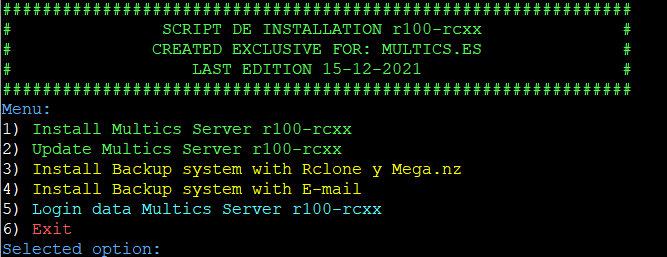 ###############################################################
# SCRIPT DE INSTALLATION r100-rcxx #
# CREATED EXCLUSIVE FOR: MULTICS.ES #
# LAST EDITION 15-12-2021 #
###############################################################
Menu:
1) Install Multics Server r100-rcxx
2) Update Multics Server r100-rcxx
3) Install Backup system with Rclone y Mega.nz
4) Install Backup system with E-mail
5) Login data Multics Server r100-rcxx
6) Exit
Selected option: